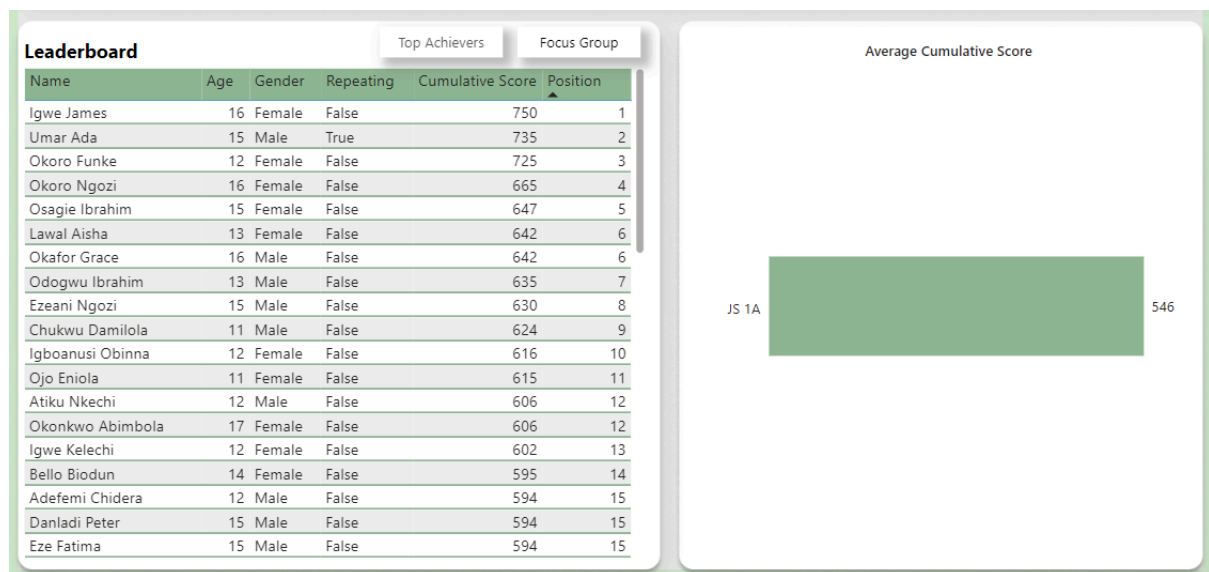 Leaderboard
Top Achievers
Focus Group
Name Age Gender Repeating Cumulative Score Position
Igwe James 16 Female False 750 1
Umar Ada 15 Male True 735 2
Okoro Funke 12 Female False 725 3
Okoro Ngozi 16 Female False 665 4
Osagie Ibrahim 15 Female False 647 5
Lawal Aisha 13 Female False 642 6
Okafor Grace 16 Male False 642 6
Odogwu Ibrahim 13 Male False 635 7
Ezeani Ngozi 15 Male False 630 8
Chukwu Damilola 11 Male False 624 9
Igboanusi Obinna 12 Female False 616 10
Ojo Eniola 11 Female False 615 11
Atiku Nkechi 12 Male False 606 12
Okonkwo Abimbola 17 Female False 606 12
Igwe Kelechi 12 Female False 602 13
Bello Biodun 14 Female False 595 14
Adefemi Chidera 12 Male False 594 15
Danladi Peter 15 Male False 594 15
Eze Fatima 15 Male False 594 15
Average Cumulative Score
JS 1A 546